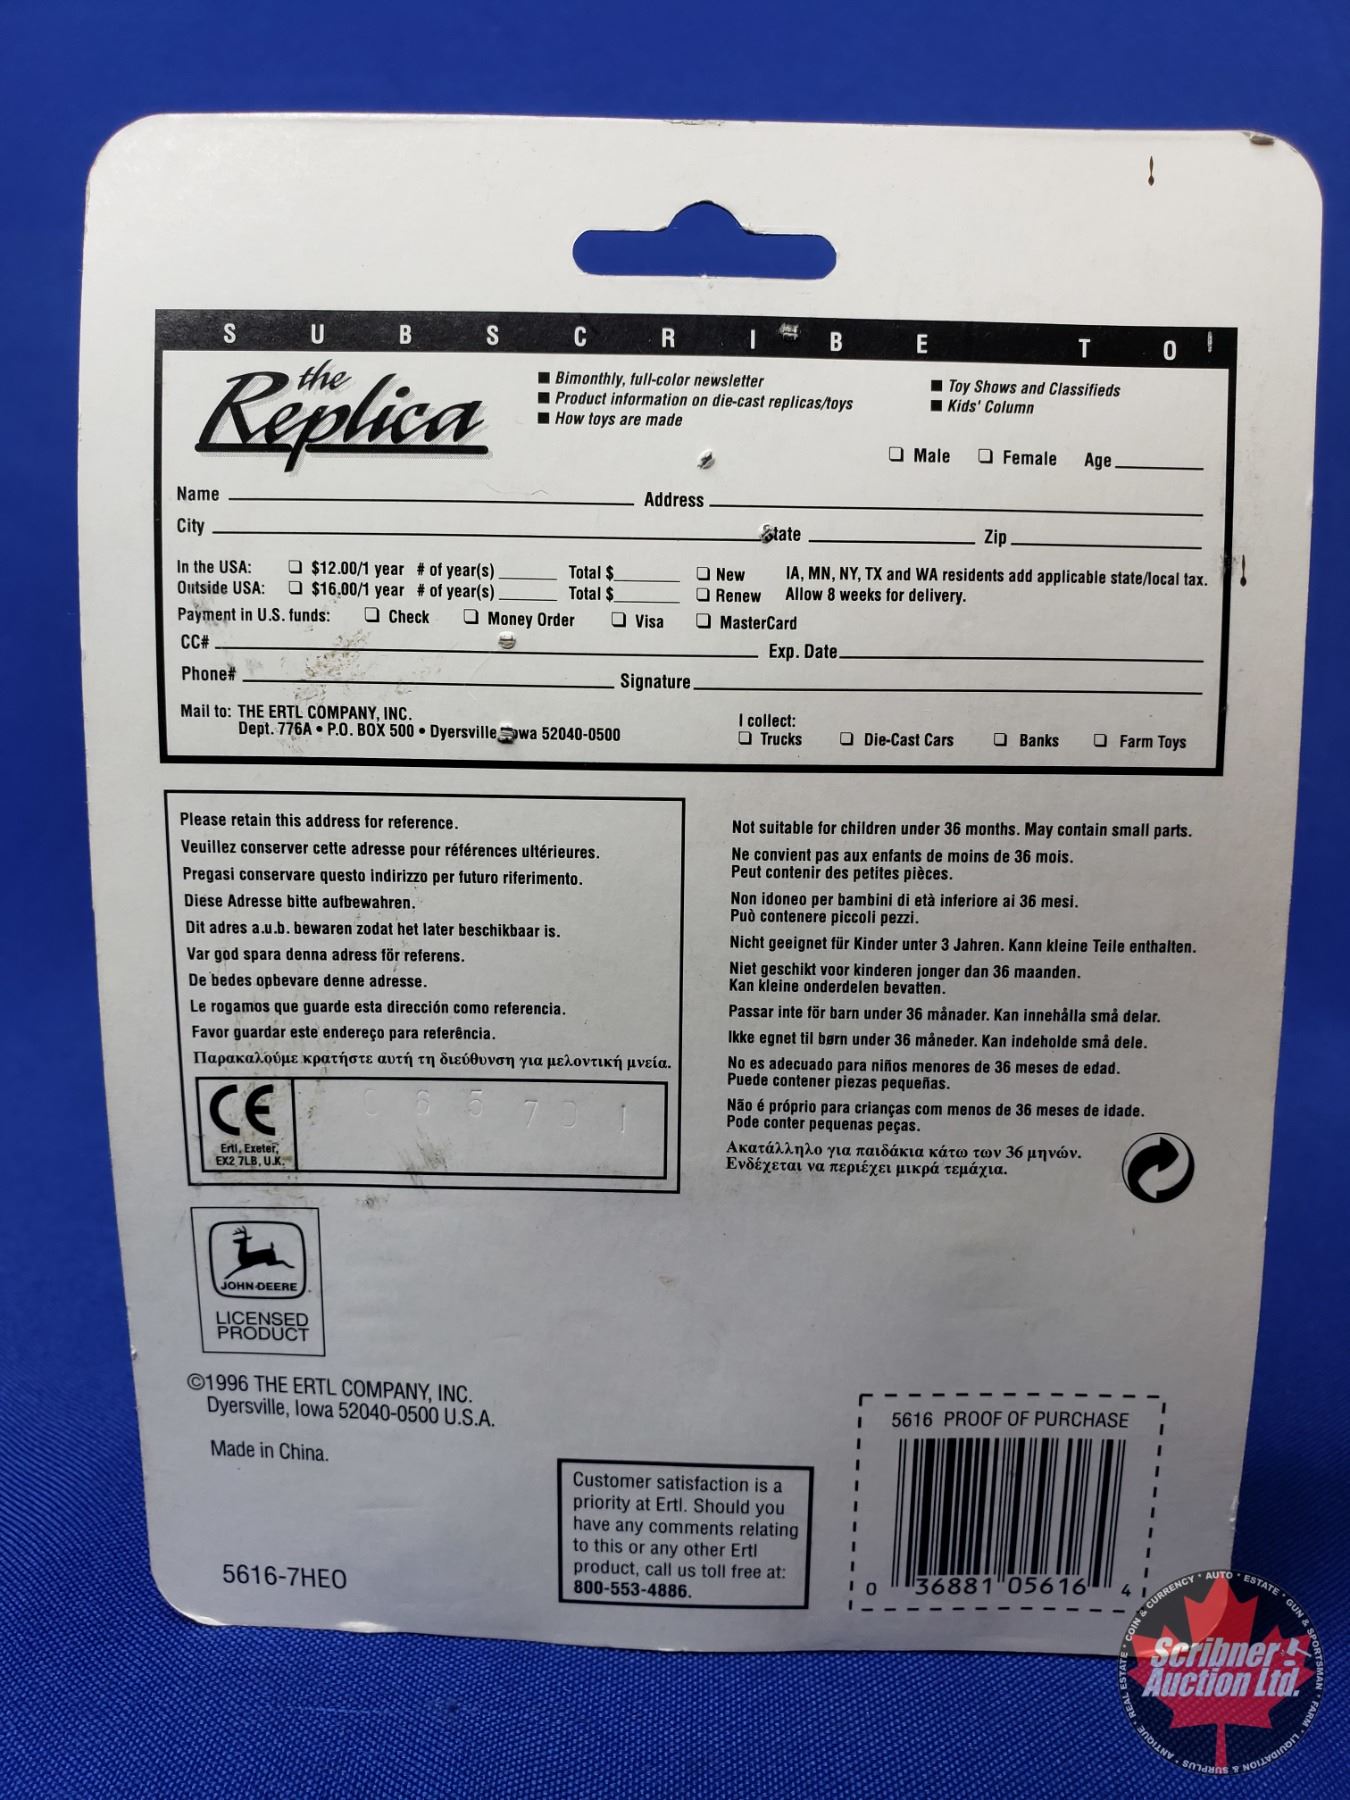 SUBSCRIBE TO
the
Replica
Bimonthly, full-color newsletter
Product information on die-cast replicas/toys
How toys are made
Toy Shows and Classifieds
Kids' Column
Male Female Age
Name Address
City State Zip
In the USA: $12.00/1 year # of year(s) Total $ New IA, MN, NY, TX and WA residents add applicable state/local tax.
Outside USA: $16.00/1 year # of year(s) Total $ Renew Allow 8 weeks for delivery.
Payment in U.S. funds: Check Money Order Visa MasterCard
CC# Exp. Date
Phone# Signature
Mail to: THE ERTL COMPANY, INC.
Dept. 776A • P.O. BOX 500 • Dyersville, Iowa 52040-0500
I collect:
Trucks Die-Cast Cars Banks Farm Toys
Please retain this address for reference.
Veuillez conserver cette adresse pour références ultérieures.
Pregasi conservare questo indirizzo per futuro riferimento.
Diese Adresse bitte aufbewahren.
Dit adres a.u.b. bewaren zodat het later beschikbaar is.
Var god spara denna adress för referens.
De bedes opbevare denne adresse.
Le rogamos que guarde esta dirección como referencia.
Favor guardar este endereço para referência.
Παρακαλούμε κρατήστε αυτή τη διεύθυνση για μελοντική μνεία.
CE
Ertl, Exeter,
EX2 7LB, U.K.
Not suitable for children under 36 months. May contain small parts.
Ne convient pas aux enfants de moins de 36 mois.
Peut contenir des petites pièces.
Non idoneo per bambini di età inferiore ai 36 mesi.
Può contenere piccoli pezzi.
Nicht geeignet für Kinder unter 3 Jahren. Kann kleine Teile enthalten.
Niet geschikt voor kinderen jonger dan 36 maanden.
Kan kleine onderdelen bevatten.
Passar inte för barn under 36 månader. Kan innehålla små delar.
Ikke egnet til børn under 36 måneder. Kan indeholde små dele.
No es adecuado para niños menores de 36 meses de edad.
Puede contener piezas pequeñas.
Não é próprio para crianças com menos de 36 meses de idade.
Pode conter pequenas peças.
Ακατάλληλο για παιδάκια κάτω των 36 μηνών.
Ενδέχεται να περιέχει μικρά τεμάχια.
JOHN DEERE
LICENSED
PRODUCT
©1996 THE ERTL COMPANY, INC.
Dyersville, Iowa 52040-0500 U.S.A.
Made in China.
5616-7HEO
Customer satisfaction is a
priority at Ertl. Should you
have any comments relating
to this or any other Ertl
product, call us toll free at:
800-553-4886.
5616 PROOF OF PURCHASE
0 36881 05616 4
COIN & CURRENCY • AUTO • ESTATE • GUN & SPORTSMAN • FARM • LIQUIDATION & SURPLUS • ANTIQUE • REAL ESTATE
Scribner
Auction Ltd.